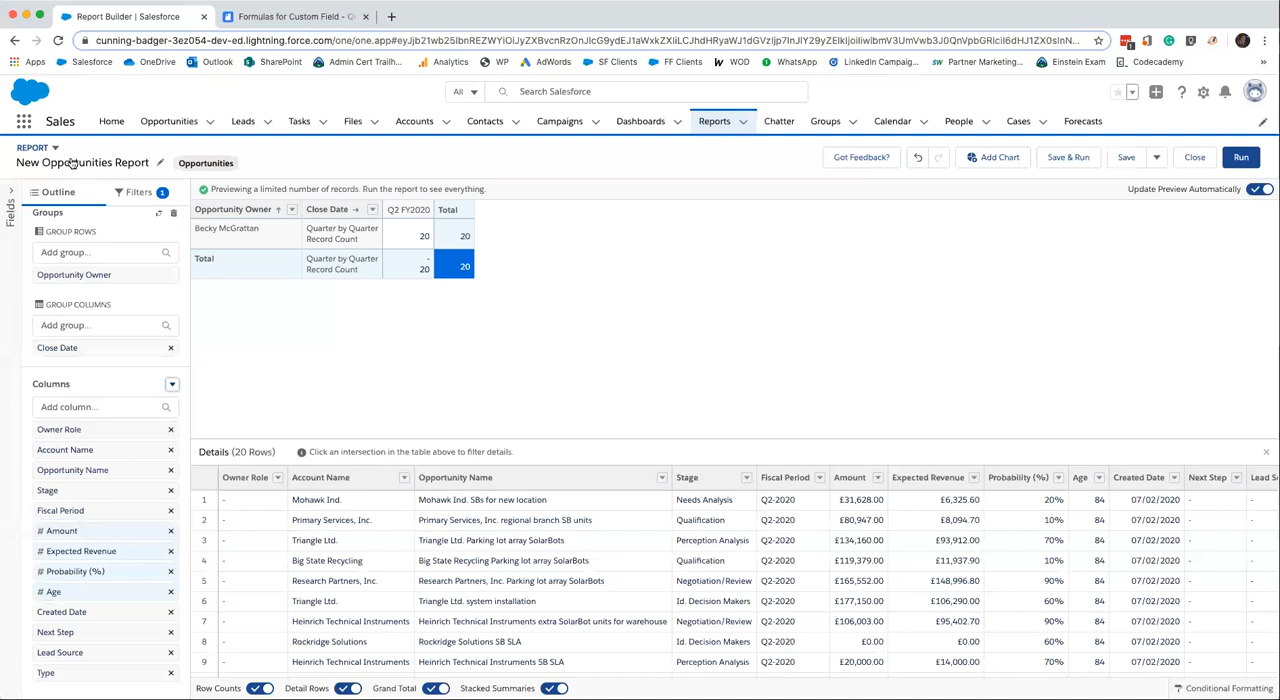 Report Builder | Salesforce
Formulas for Custom Field - Q
cunning-badger-3ez054-dev-ed.lightning.force.com
Apps Salesforce OneDrive Outlook SharePoint Admin Cert Trailh... Analytics WP AdWords SF Clients FF Clients WOD WhatsApp LinkedIn Campaig... Partner Marketing... Einstein Exam Codecademy
All Search Salesforce
Sales Home Opportunities Leads Tasks Files Accounts Contacts Campaigns Dashboards Reports Chatter Groups Calendar People Cases Forecasts
REPORT
New Opportunities Report Opportunities
Got Feedback? Add Chart Save & Run Save Close Run
Fields
Outline Filters 1
Previewing a limited number of records. Run the report to see everything. Update Preview Automatically
Groups
GROUP ROWS
Add group...
Opportunity Owner
GROUP COLUMNS
Add group...
Close Date
Columns
Add column...
Owner Role
Account Name
Opportunity Name
Stage
Fiscal Period
# Amount
# Expected Revenue
# Probability (%)
# Age
Created Date
Next Step
Lead Source
Type
Opportunity Owner ↑ Close Date → Q2 FY2020 Total
Becky McGrattan Quarter by Quarter
Record Count 20 20
Total Quarter by Quarter -
Record Count 20 20
Details (20 Rows) Click an intersection in the table above to filter details.
Owner Role Account Name Opportunity Name Stage Fiscal Period Amount Expected Revenue Probability (%) Age Created Date Next Step Lead So
1 - Mohawk Ind. Mohawk Ind. SBs for new location Needs Analysis Q2-2020 £31,628.00 £6,325.60 20% 84 07/02/2020 - -
2 - Primary Services, Inc. Primary Services, Inc. regional branch SB units Qualification Q2-2020 £80,947.00 £8,094.70 10% 84 07/02/2020 - -
3 - Triangle Ltd. Triangle Ltd. Parking lot array SolarBots Perception Analysis Q2-2020 £134,160.00 £93,912.00 70% 84 07/02/2020 - -
4 - Big State Recycling Big State Recycling Parking lot array SolarBots Qualification Q2-2020 £119,379.00 £11,937.90 10% 84 07/02/2020 - -
5 - Research Partners, Inc. Research Partners, Inc. Parking lot array SolarBots Negotiation/Review Q2-2020 £165,552.00 £148,996.80 90% 84 07/02/2020 - -
6 - Triangle Ltd. Triangle Ltd. system installation Id. Decision Makers Q2-2020 £177,150.00 £106,290.00 60% 84 07/02/2020 - -
7 - Heinrich Technical Instruments Heinrich Technical Instruments extra SolarBot units for warehouse Negotiation/Review Q2-2020 £106,003.00 £95,402.70 90% 84 07/02/2020 - -
8 - Rockridge Solutions Rockridge Solutions SB SLA Id. Decision Makers Q2-2020 £0.00 £0.00 60% 84 07/02/2020 - -
9 - Heinrich Technical Instruments Heinrich Technical Instruments SB SLA Perception Analysis Q2-2020 £20,000.00 £14,000.00 70% 84 07/02/2020 - -
Row Counts Detail Rows Grand Total Stacked Summaries Conditional Formatting